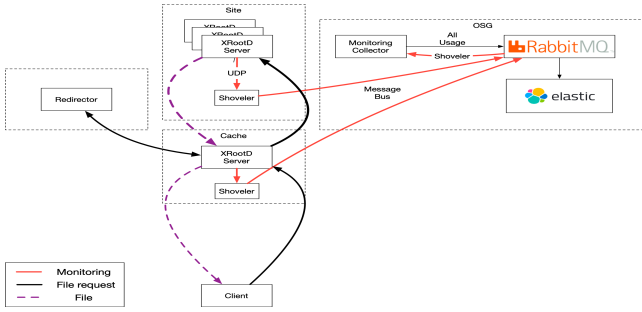 Site
OSG
XRootD
XRootD
XRootD
Server
UDP
Shoveler
Monitoring
Collector
All
Usage
Shoveler
RabbitMQ
Message
Bus
elastic
Redirector
Cache
XRootD
Server
Shoveler
Monitoring
File request
File
Client